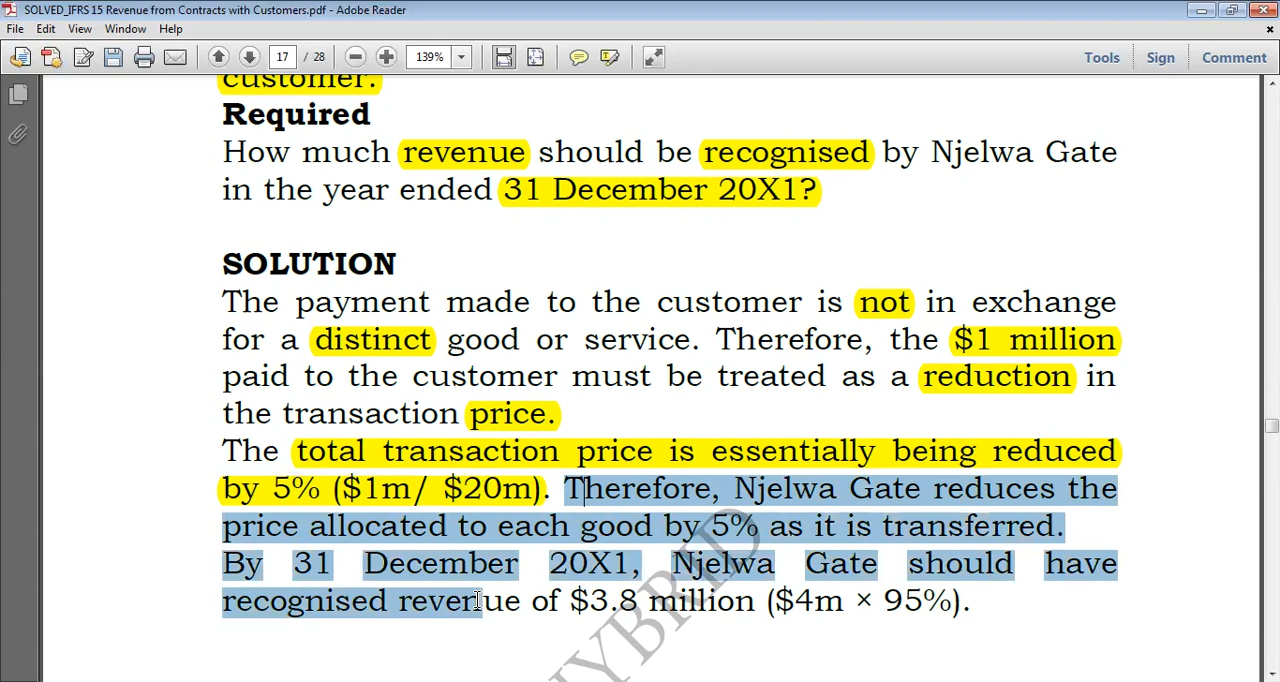 SOLVED_IFRS 15 Revenue from Contracts with Customers.pdf - Adobe Reader
File Edit View Window Help
17 / 28 139% Tools Sign Comment
customer.
Required
How much revenue should be recognised by Njelwa Gate
in the year ended 31 December 20X1?
SOLUTION
The payment made to the customer is not in exchange
for a distinct good or service. Therefore, the $1 million
paid to the customer must be treated as a reduction in
the transaction price.
The total transaction price is essentially being reduced
by 5% ($1m/ $20m). Therefore, Njelwa Gate reduces the
price allocated to each good by 5% as it is transferred.
By 31 December 20X1, Njelwa Gate should have
recognised revenue of $3.8 million ($4m × 95%).
YBRID